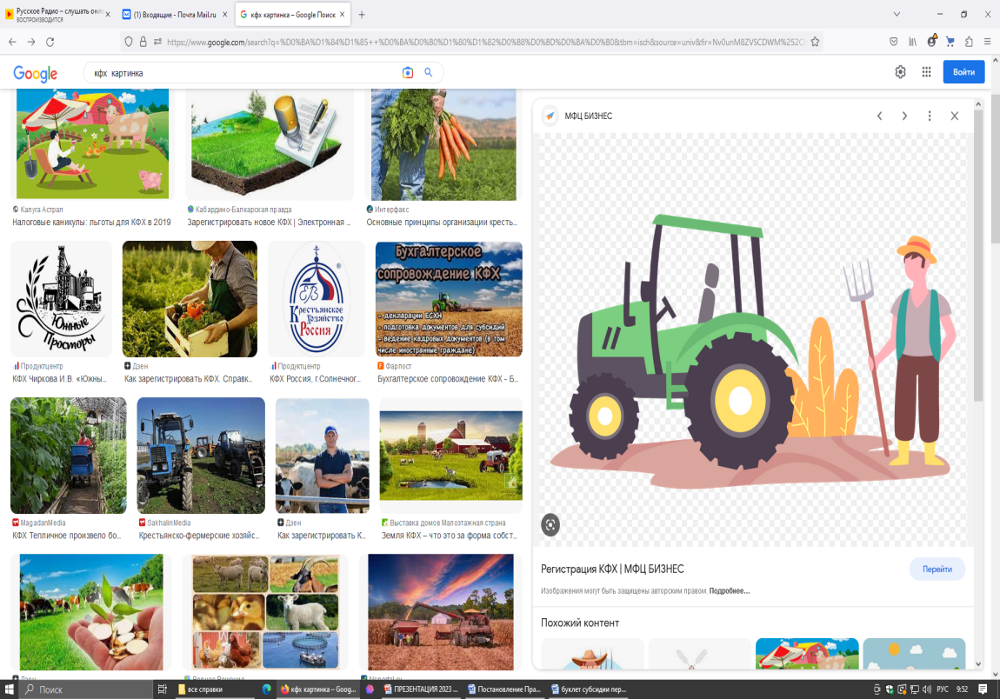 Русское Радио – слушать онла
ВОСПРОИЗВОДИТСЯ
(1) Входящие - Почта Mail.ru
кфх картинка – Google Поиск
https://www.google.com/search?q=%D0%BA%D1%84%D1%85++%D0%BA%D0%B0%D1%80%D1%82%D0%B8%D0%BD%D0%BA%D0%B0&tbm=isch&source=univ&fir=Nv0unM8ZVSCDWM%252C
Google
кфх картинка
Войти
Калуга Астрал
Налоговые каникулы: льготы для КФХ в 2019
Кабардино-Балкарская правда
Зарегистрировать новое КФХ | Электронная ...
Интерфакс
Основные принципы организации кресть...
Южные
Просторы
Продуктцентр
КФХ Чиркова И.В. «Южны...
Дзен
Как зарегистрировать КФХ. Справк...
Крестьянское
Хозяйство
Россия
Продуктцентр
КФХ Россия, г.Солнечног...
Бухгалтерское
сопровождение КФХ
- декларации ЕСХН
- подготовка документов для субсидий
- ведение кадровых документов (в том
числе иностранные граждане)
Фарпост
Бухгалтерское сопровождение КФХ - Б...
MagadanMedia
КФХ Тепличное произвело бо...
SakhalinMedia
Крестьянско-фермерские хозяйс...
Дзен
Как зарегистрировать К...
Выставка домов Малоэтажная страна
Земля КФХ – что это за форма собст...
МФЦ БИЗНЕС
Регистрация КФХ | МФЦ БИЗНЕС
Перейти
Изображения могут быть защищены авторским правом. Подробнее...
Похожий контент
Поиск
все справки
кфх картинка – Goog...
ПРЕЗЕНТАЦИЯ 2023 ...
Постановление Пра...
буклет субсидии пер...
РУС
9:52